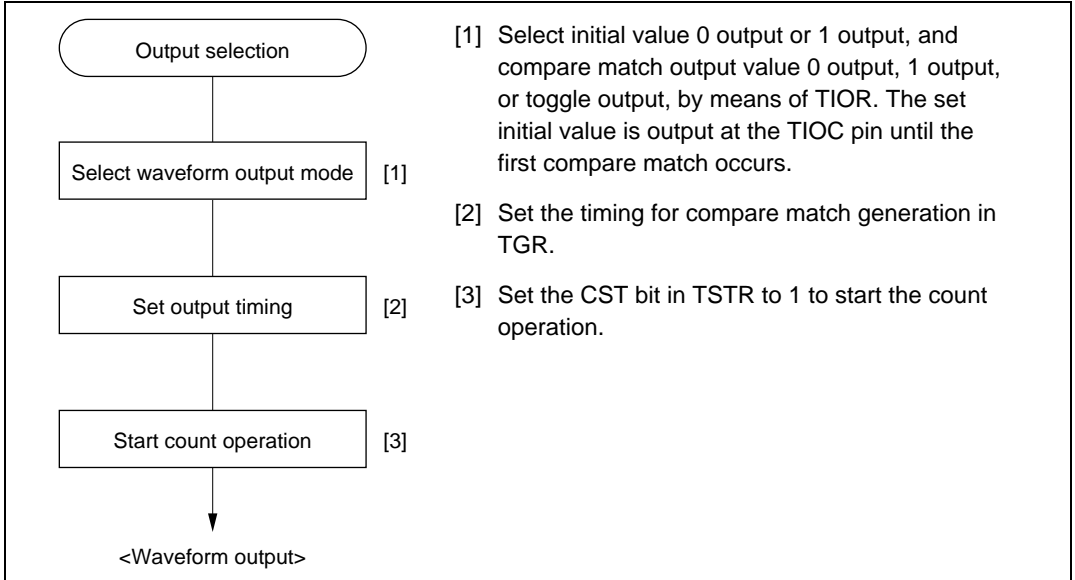 Output selection
Select waveform output mode [1]
Set output timing [2]
Start count operation [3]
<Waveform output>
[1] Select initial value 0 output or 1 output, and
compare match output value 0 output, 1 output,
or toggle output, by means of TIOR. The set
initial value is output at the TIOC pin until the
first compare match occurs.
[2] Set the timing for compare match generation in
TGR.
[3] Set the CST bit in TSTR to 1 to start the count
operation.